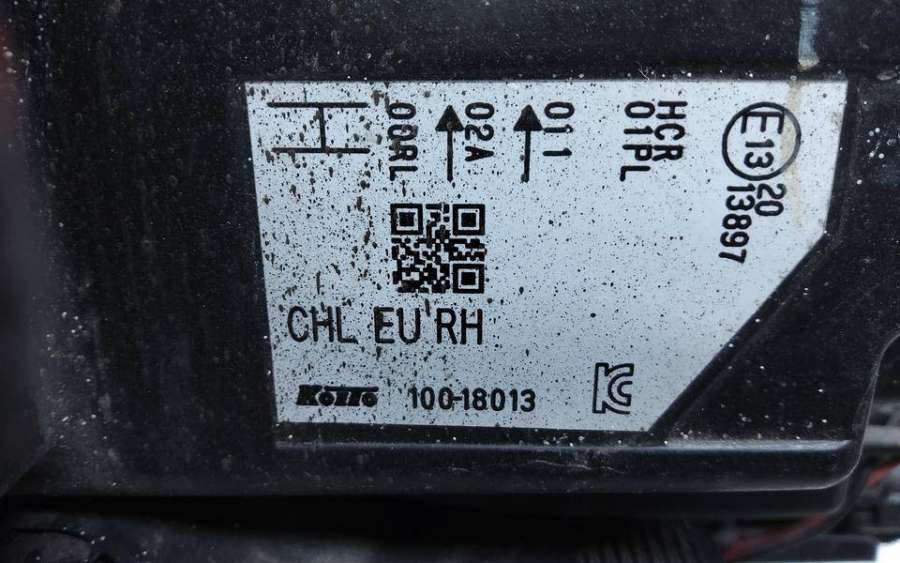 00RL
02A
011
HCR
01PL
E13
20
13897
CHL EU RH
KOITO 100-18013